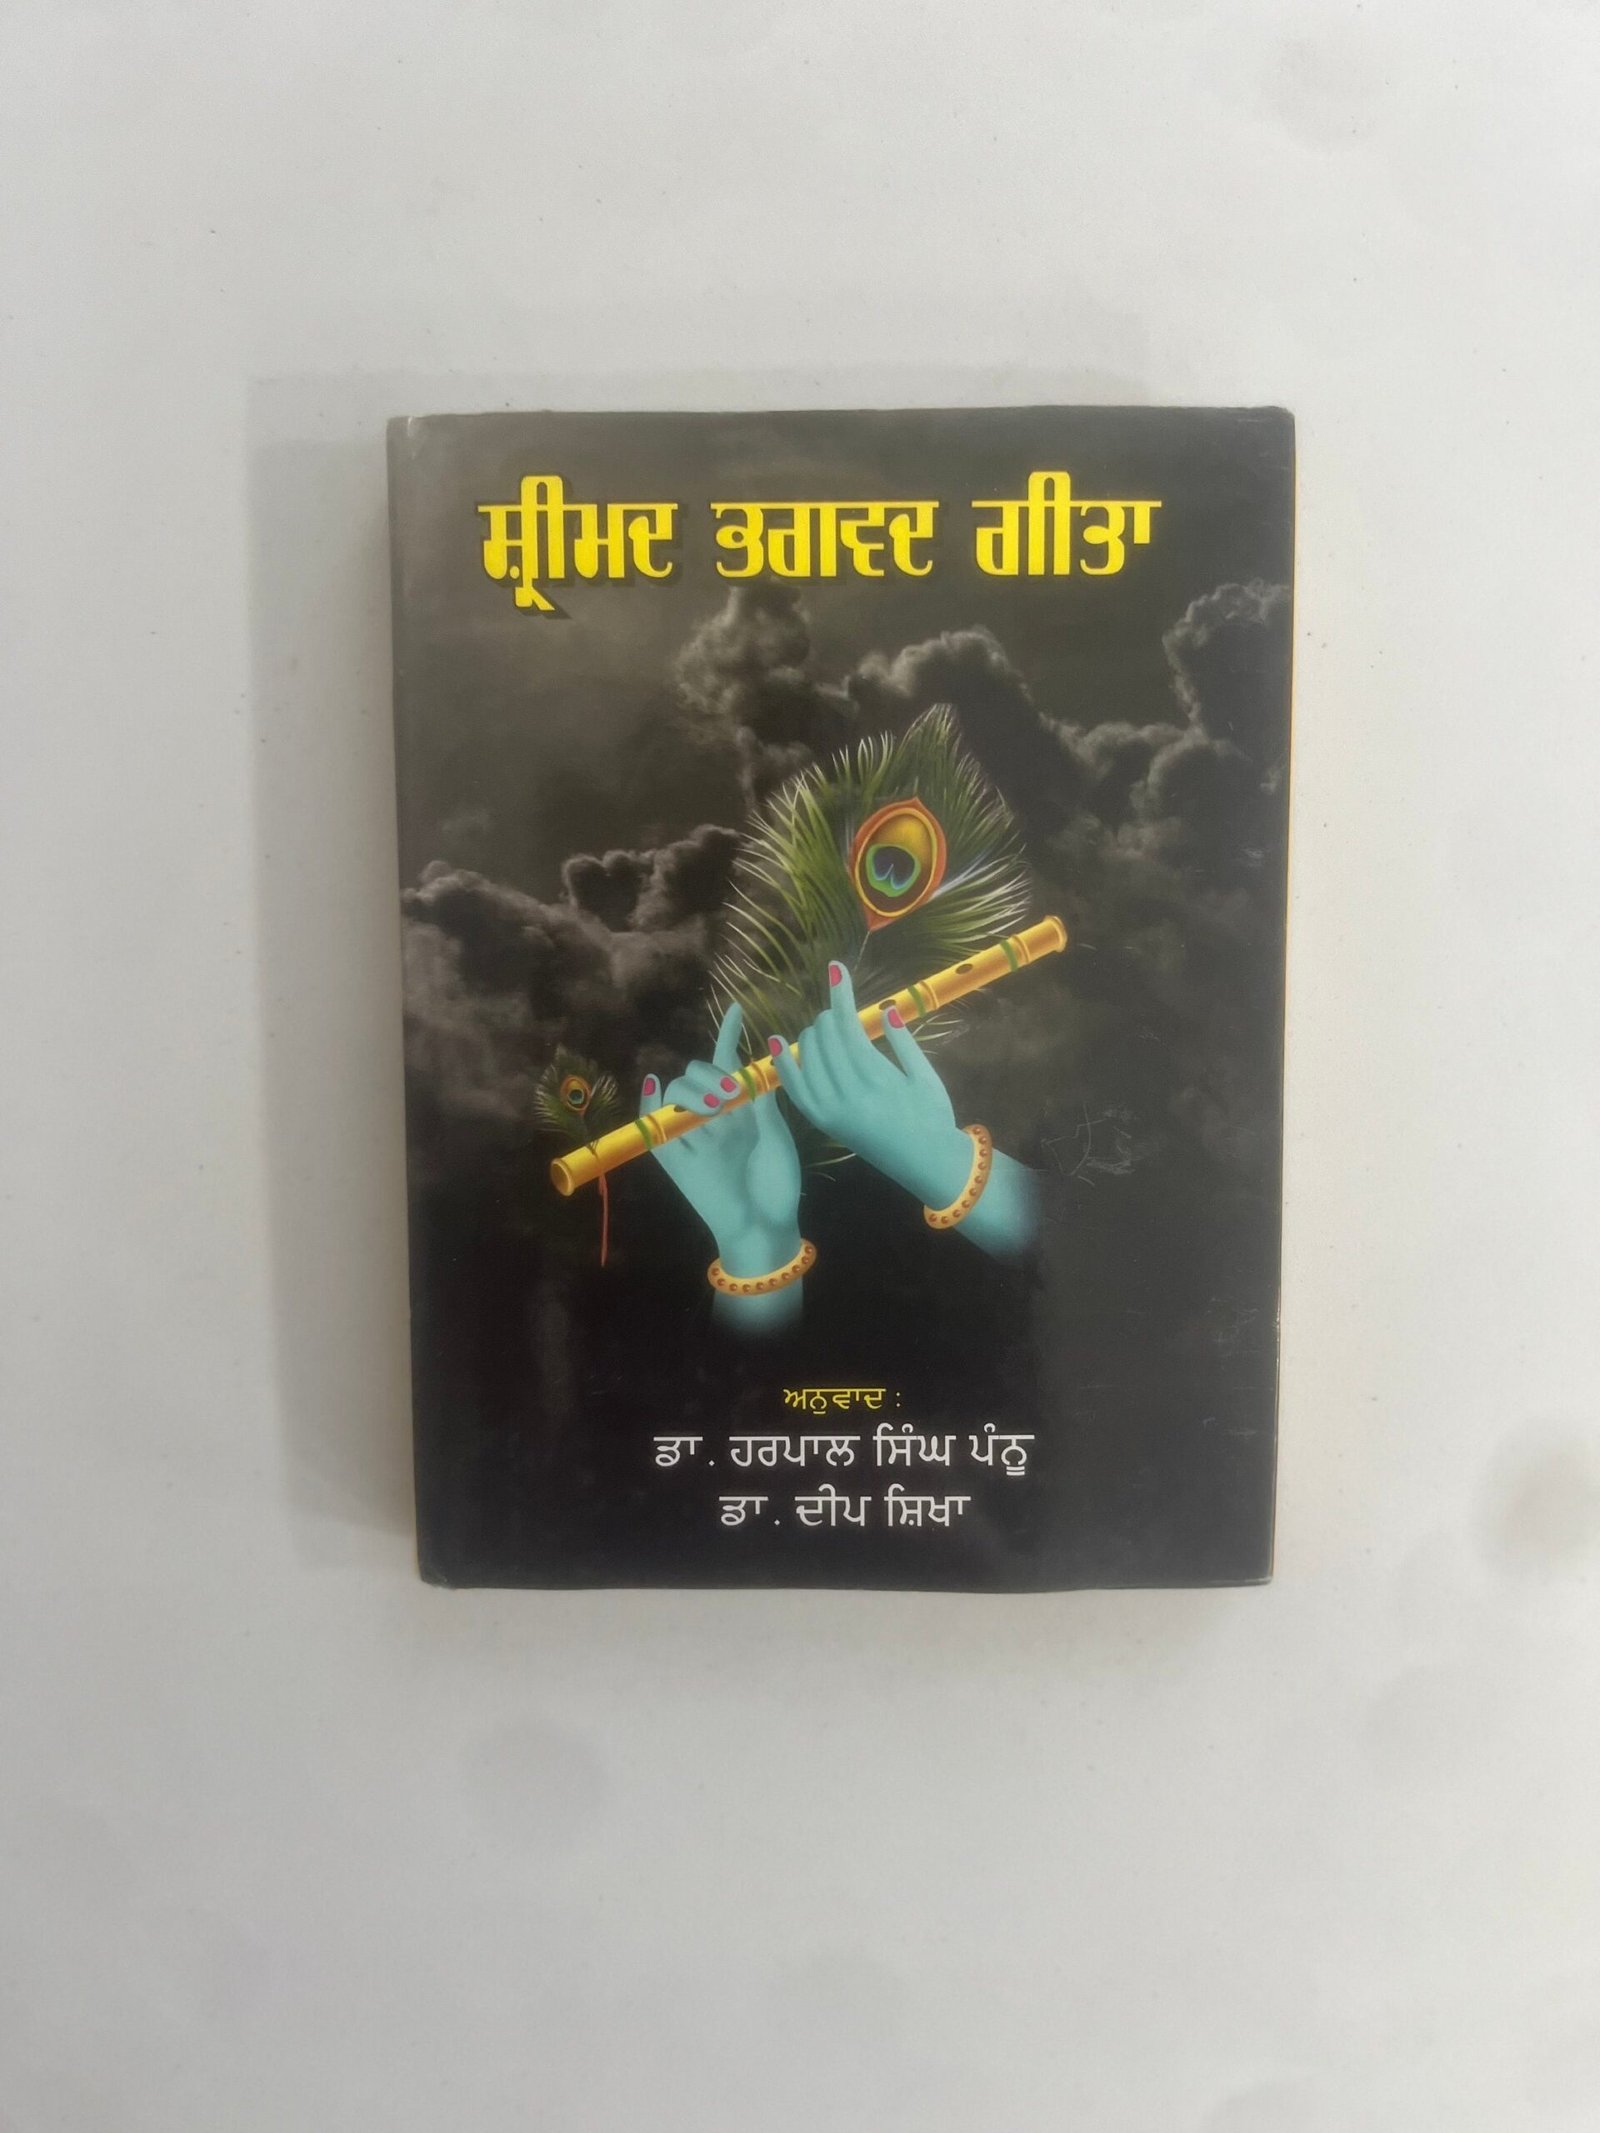 ਸ਼੍ਰੀਮਦ ਭਗਵਦ ਗੀਤਾ
ਅਨੁਵਾਦ :
ਡਾ. ਹਰਪਾਲ ਸਿੰਘ ਪੰਨੂ
ਡਾ. ਦੀਪ ਸ਼ਿਖਾ